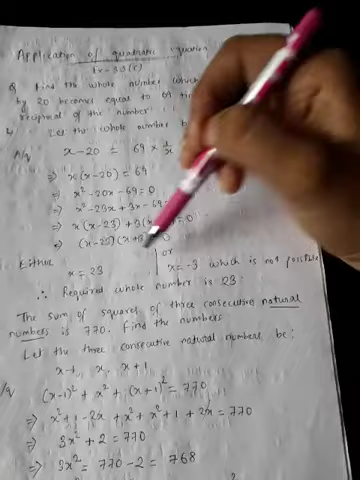 Application of quadratic equation
Ex-33(C)
Q Find the whole number which
by 20 becomes equal to 69 tim
reciprocal of the number
Let the whole number b
A/q x-20 = 69 × 1/x
⇒ x(x-20) = 69
⇒ x²-20x-69=0
⇒ x²-23x+3x-69=
⇒ x(x-23)+3(x =0
⇒ (x-23)(x+3 0
Either or
x=23 x=-3 which is not possible
∴ Required whole number is 23.
The sum of squares of three consecutive natural
numbers is 770. Find the numbers
Let the three consecutive natural numbers be:
x-1, x, x+1
A/q (x-1)²+x²+(x+1)²=770
⇒ x²+1-2x+x²+x²+1+2x=770
⇒ 3x²+2=770
⇒ 3x²=770-2=768